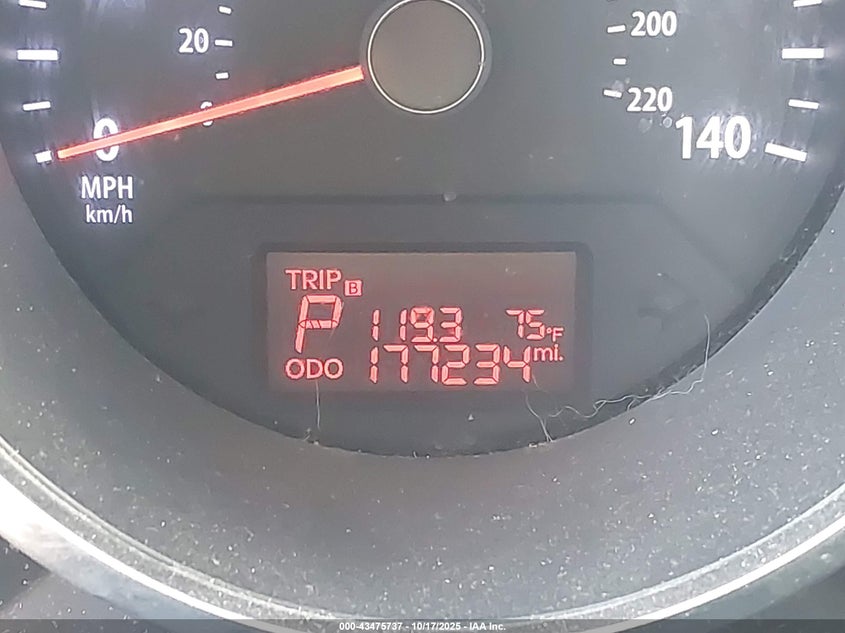 20
0
0
MPH
km/h
200
220
140
TRIP B
P 119.3 75°F
ODO 177234 mi.
000-43475737 - 10/17/2025 - IAA Inc.